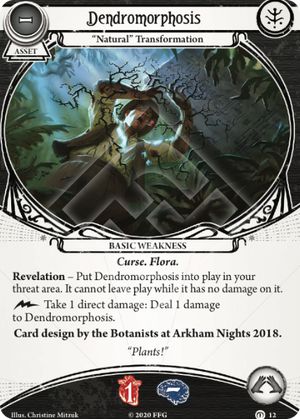 Dendromorphosis
"Natural" Transformation
ASSET
BASIC WEAKNESS
Curse. Flora.
Revelation – Put Dendromorphosis into play in your
threat area. It cannot leave play while it has no damage on it.
Take 1 direct damage: Deal 1 damage
to Dendromorphosis.
Card design by the Botanists at Arkham Nights 2018.
"Plants!"
1
Illus. Christine Mitzuk
© 2020 FFG
12